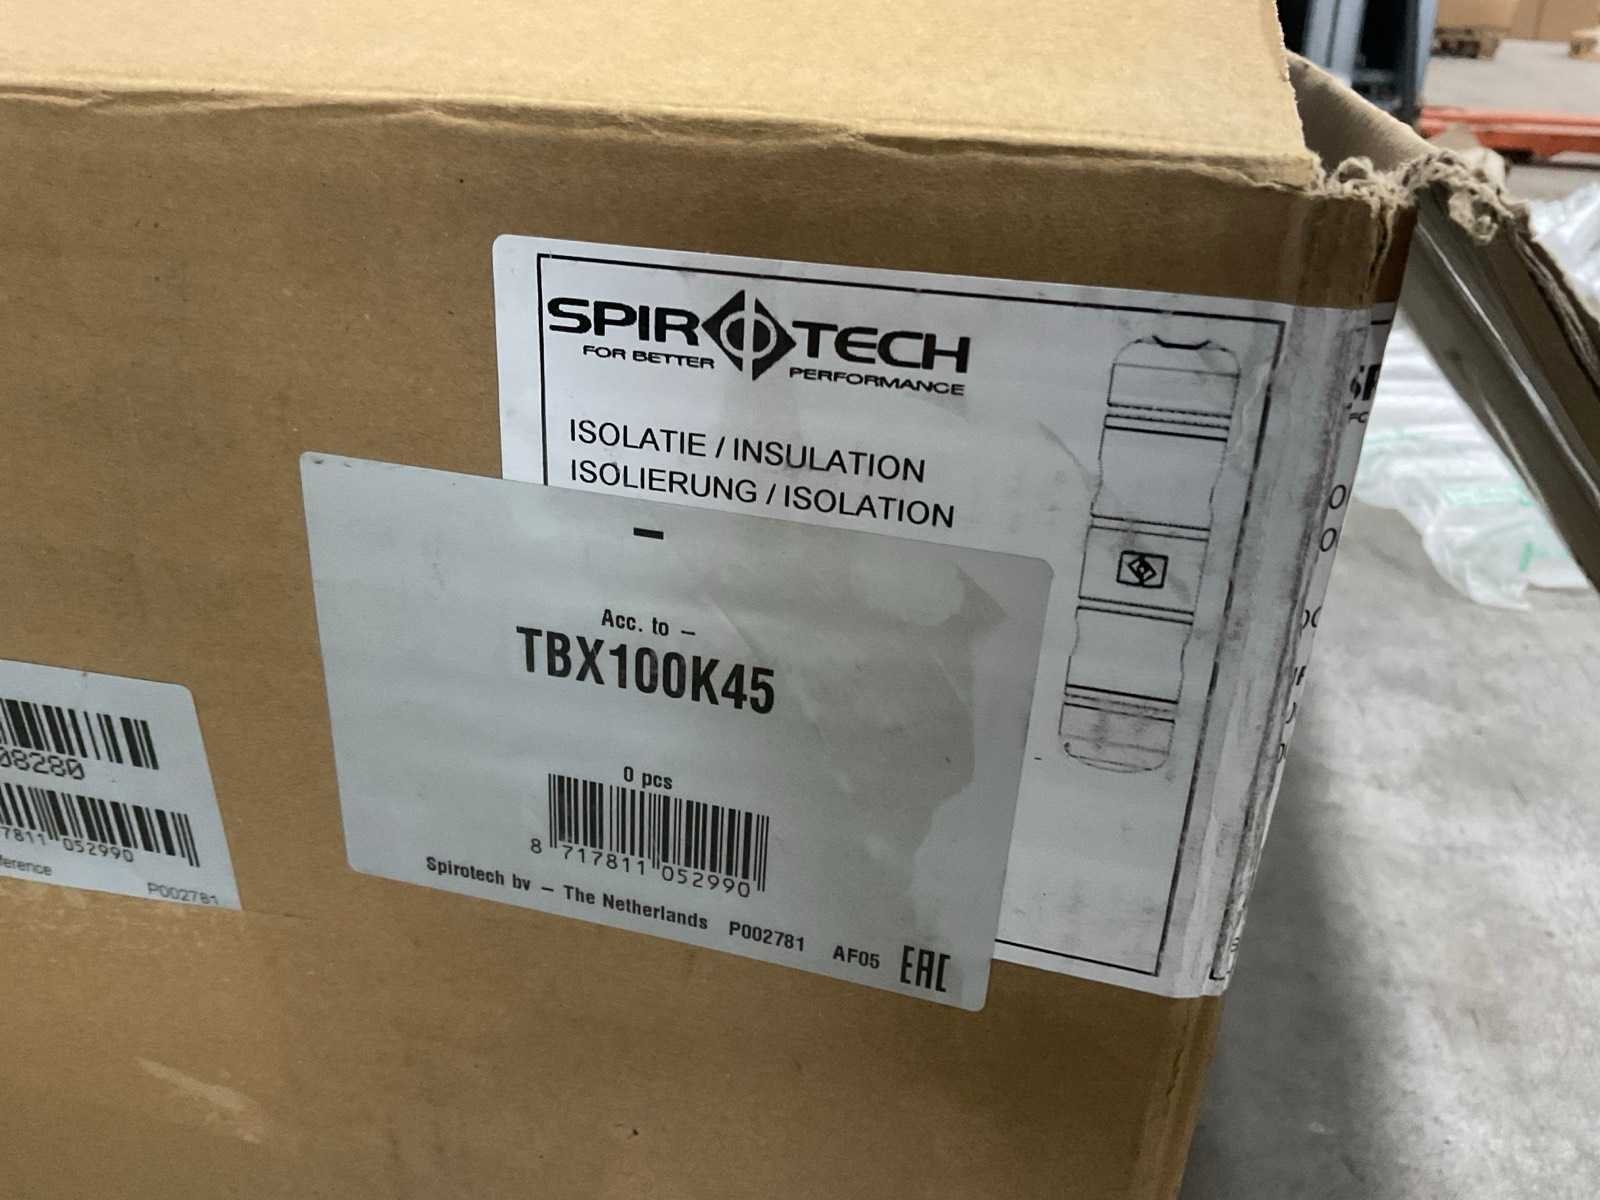 SPIROTECH
FOR BETTER
PERFORMANCE
ISOLATIE / INSULATION
ISOLIERUNG / ISOLATION
–
Acc. to –
TBX100K45
0 pcs
8 717811 052990
Spirotech bv – The Netherlands P002781 AF05 EAC
08280
7811 052990
P002781